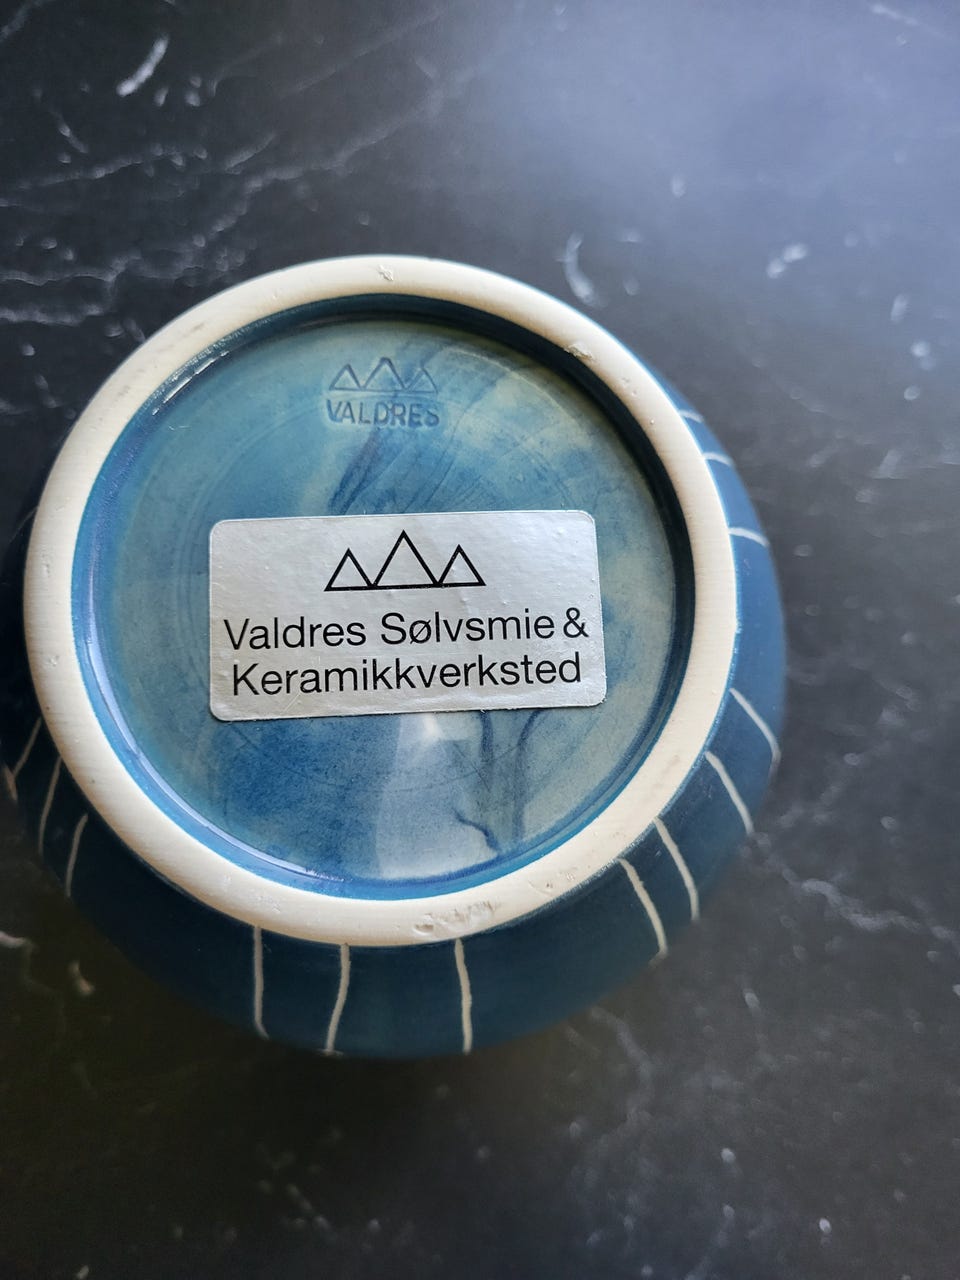 VALDRES
Valdres Sølvsmie &
Keramikkverksted